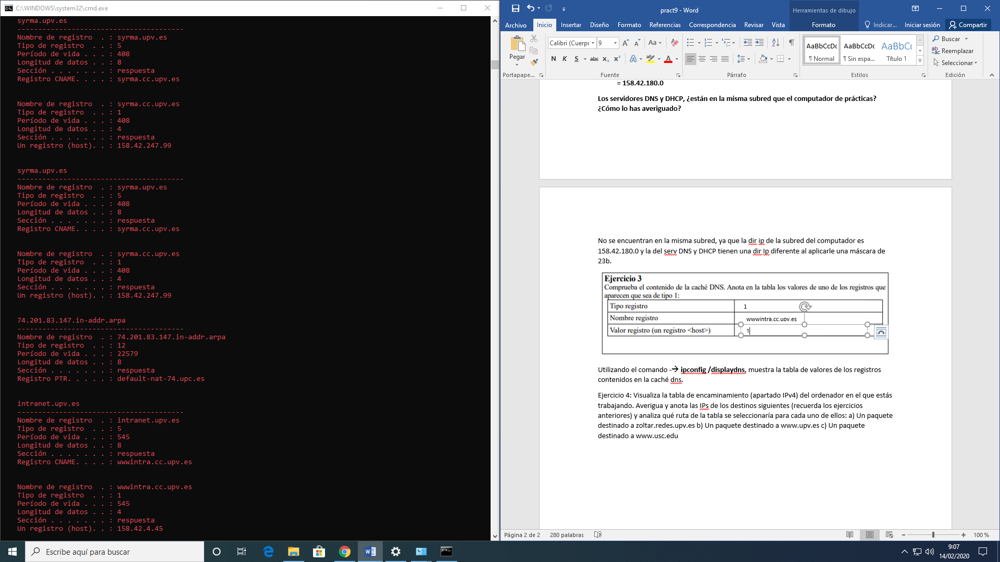 C:\WINDOWS\system32\cmd.exe
syrma.upv.es
----------------------------------------
Nombre de registro  . : syrma.upv.es
Tipo de registro  . . : 5
Período de vida . . . : 408
Longitud de datos . . : 8
Sección . . . . . . . : respuesta
Registro CNAME. . . . : syrma.cc.upv.es
Nombre de registro  . : syrma.cc.upv.es
Tipo de registro  . . : 1
Período de vida . . . : 408
Longitud de datos . . : 4
Sección . . . . . . . : respuesta
Un registro (host). . : 158.42.247.99
syrma.upv.es
----------------------------------------
Nombre de registro  . : syrma.upv.es
Tipo de registro  . . : 5
Período de vida . . . : 408
Longitud de datos . . : 8
Sección . . . . . . . : respuesta
Registro CNAME. . . . : syrma.cc.upv.es
Nombre de registro  . : syrma.cc.upv.es
Tipo de registro  . . : 1
Período de vida . . . : 408
Longitud de datos . . : 4
Sección . . . . . . . : respuesta
Un registro (host). . : 158.42.247.99
74.201.83.147.in-addr.arpa
----------------------------------------
Nombre de registro  . : 74.201.83.147.in-addr.arpa
Tipo de registro  . . : 12
Período de vida . . . : 22579
Longitud de datos . . : 8
Sección . . . . . . . : respuesta
Registro PTR. . . . . : default-nat-74.upc.es
intranet.upv.es
----------------------------------------
Nombre de registro  . : intranet.upv.es
Tipo de registro  . . : 5
Período de vida . . . : 545
Longitud de datos . . : 8
Sección . . . . . . . : respuesta
Registro CNAME. . . . : wwwintra.cc.upv.es
Nombre de registro  . : wwwintra.cc.upv.es
Tipo de registro  . . : 1
Período de vida . . . : 545
Longitud de datos . . : 4
Sección . . . . . . . : respuesta
Un registro (host). . : 158.42.4.45
pract9 - Word
Herramientas de dibujo
Archivo Inicio Insertar Diseño Formato Referencias Correspondencia Revisar Vista Formato Indicar... Iniciar sesión Compartir
Pegar
Calibri (Cuerpo 9
N K S abc x₂ x²
AaBbCcDc AaBbCcDc AaBbCc
¶ Normal ¶ Sin espa... Título 1
Buscar
Reemplazar
Seleccionar
Portapape... Fuente Párrafo Estilos Edición
= 158.42.180.0
Los servidores DNS y DHCP, ¿están en la misma subred que el computador de prácticas?
¿Cómo lo has averiguado?
No se encuentran en la misma subred, ya que la dir ip de la subred del computador es
158.42.180.0 y la del serv DNS y DHCP tienen una dir Ip diferente al aplicarle una máscara de
23b.
Ejercicio 3
Comprueba el contenido de la caché DNS. Anota en la tabla los valores de uno de los registros que
aparecen que sea de tipo 1:
Tipo registro 1
Nombre registro wwwintra.cc.upv.es
Valor registro (un registro <host>) 1
Utilizando el comando -→ ipconfig /displaydns, muestra la tabla de valores de los registros
contenidos en la caché dns.
Ejercicio 4: Visualiza la tabla de encaminamiento (apartado IPv4) del ordenador en el que estás
trabajando. Averigua y anota las IPs de los destinos siguientes (recuerda los ejercicios
anteriores) y analiza qué ruta de la tabla se seleccionaría para cada uno de ellos: a) Un paquete
destinado a zoltar.redes.upv.es b) Un paquete destinado a www.upv.es c) Un paquete
destinado a www.usc.edu
Página 2 de 2 280 palabras 100 %
Escribe aquí para buscar
9:07
14/02/2020